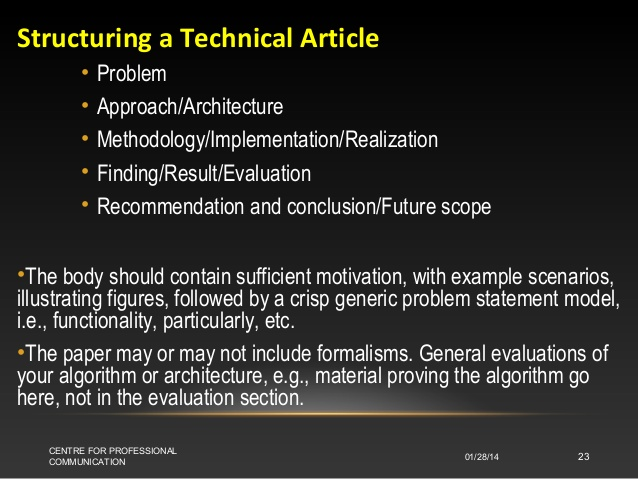 Structuring a Technical Article
• Problem
• Approach/Architecture
• Methodology/Implementation/Realization
• Finding/Result/Evaluation
• Recommendation and conclusion/Future scope
•The body should contain sufficient motivation, with example scenarios,
illustrating figures, followed by a crisp generic problem statement model,
i.e., functionality, particularly, etc.
•The paper may or may not include formalisms. General evaluations of
your algorithm or architecture, e.g., material proving the algorithm go
here, not in the evaluation section.
CENTRE FOR PROFESSIONAL
COMMUNICATION
01/28/14
23